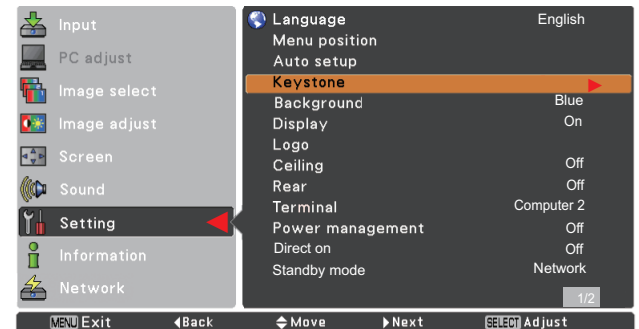 Input
PC adjust
Image select
Image adjust
Screen
Sound
Setting
Information
Network
Language English
Menu position
Auto setup
Keystone
Background Blue
Display On
Logo
Ceiling Off
Rear Off
Terminal Computer 2
Power management Off
Direct on Off
Standby mode Network
1/2
MENU Exit Back Move Next SELECT Adjust